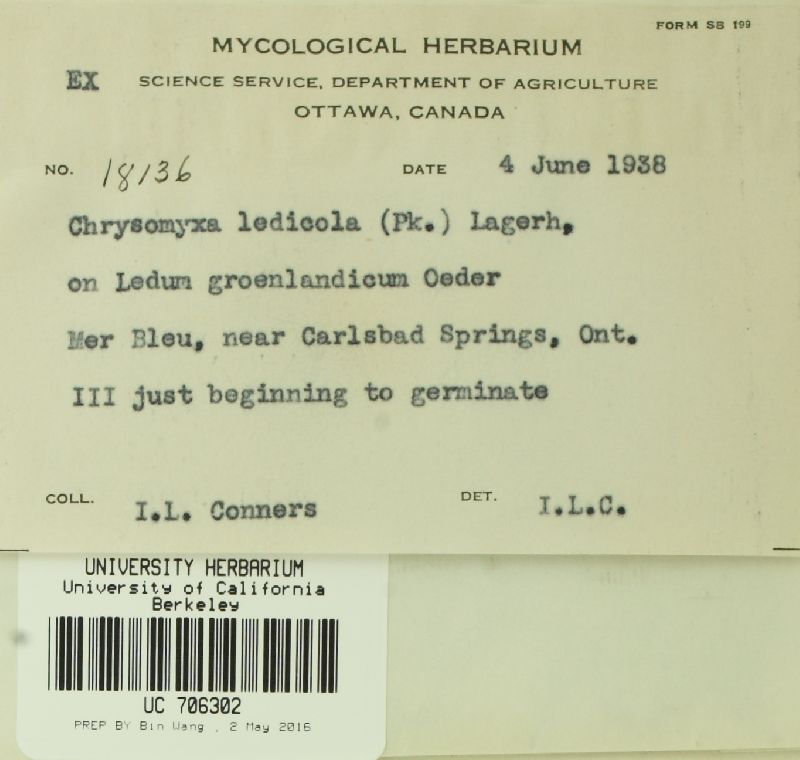 FORM SB 199
MYCOLOGICAL HERBARIUM
EX SCIENCE SERVICE, DEPARTMENT OF AGRICULTURE
OTTAWA, CANADA
NO. 18136 DATE 4 June 1938
Chrysomyxa ledicola (Pk.) Lagerh,
on Ledum groenlandicum Oeder
Mer Bleu, near Carlsbad Springs, Ont.
III just beginning to germinate
COLL. I.L. Conners DET. I.L.C.
UNIVERSITY HERBARIUM
University of California
Berkeley
UC 706302
PREP BY Bin Wang , 2 May 2016